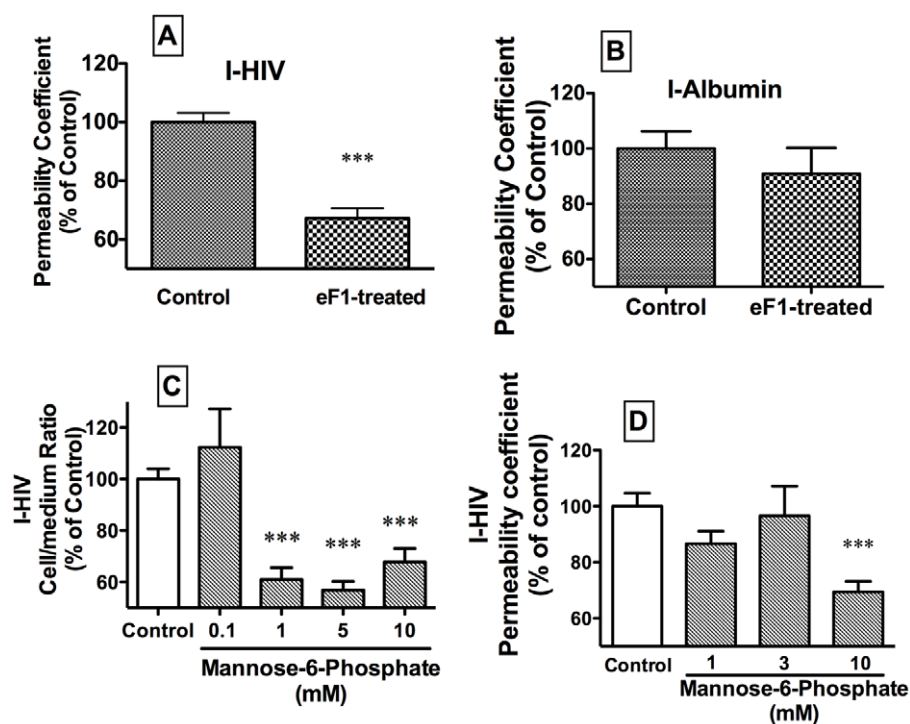 A
I-HIV
Permeability Coefficient
(% of Control)
120
100
80
60
***
Control
eF1-treated
B
I-Albumin
Permeability Coefficient
(% of Control)
120
100
80
60
Control
eF1-treated
C
I-HIV
Cell/medium Ratio
(% of Control)
120
100
80
60
***
***
***
Control
0.1
1
5
10
Mannose-6-Phosphate
(mM)
D
I-HIV
Permeability coefficient
(% of control)
120
100
80
60
***
Control
1
3
10
Mannose-6-Phosphate
(mM)